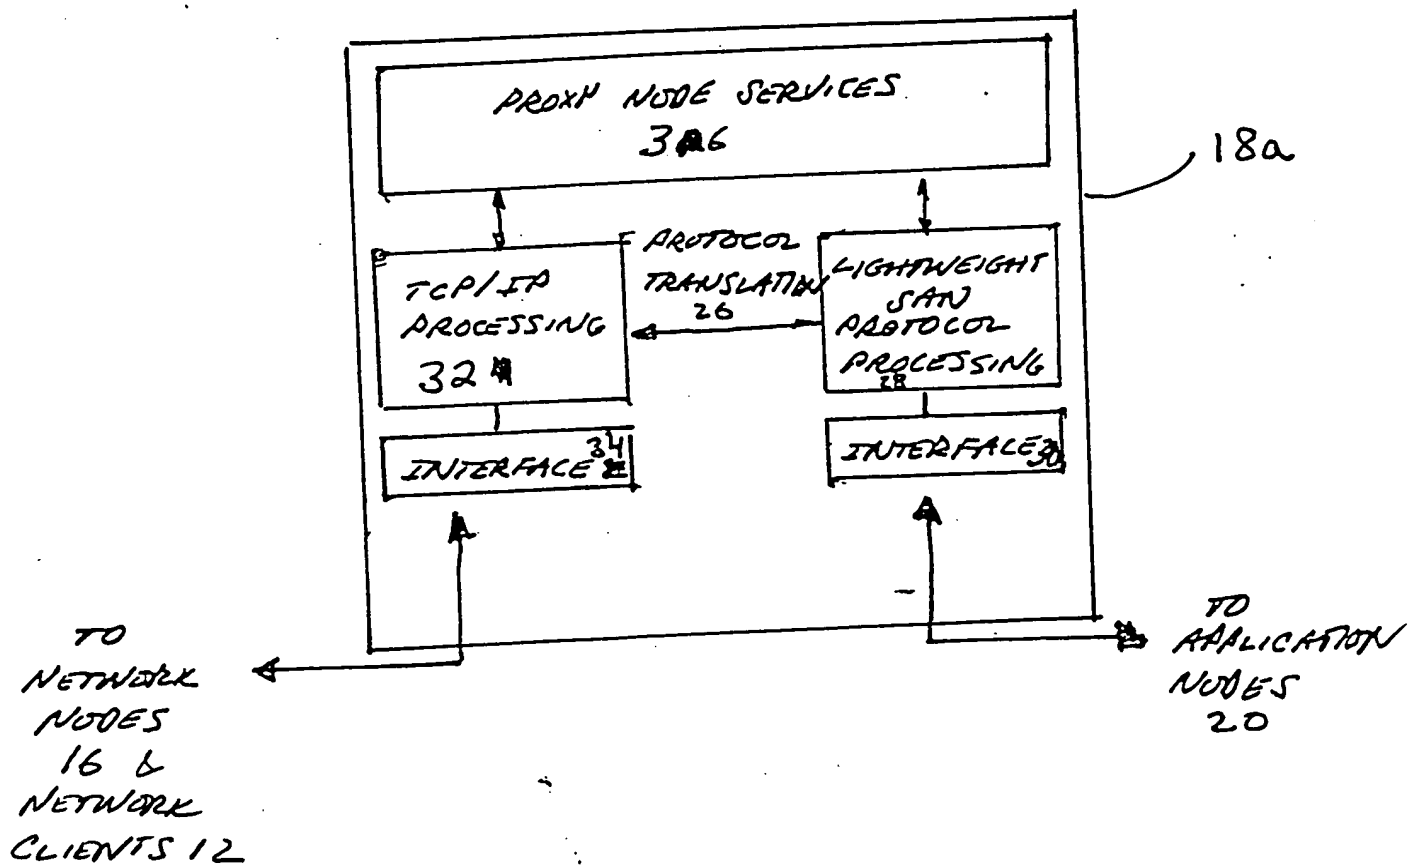 PROXY NODE SERVICES
36
18a
TCP/IP
PROCESSING
32
PROTOCOL
TRANSLATION
26
LIGHTWEIGHT
SAN
PROTOCOL
PROCESSING
28
INTERFACE 34
INTERFACE 30
TO
NETWORK
NODES
16 &
NETWORK
CLIENTS 12
TO
APPLICATION
NODES
20